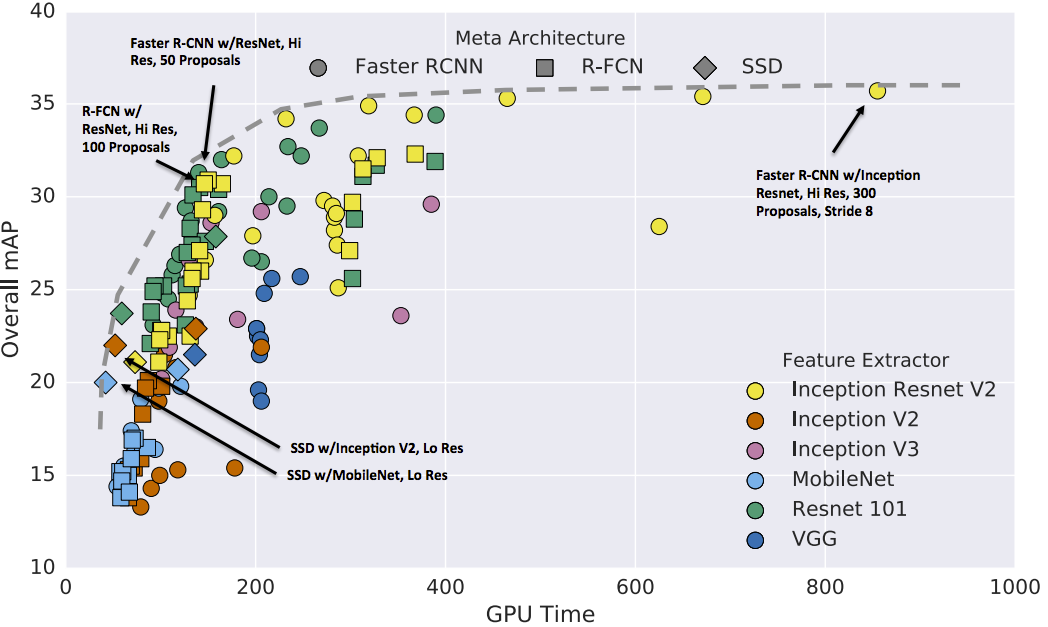 40
35
30
25
20
15
10
Overall mAP
0
200
400
600
800
1000
GPU Time
Meta Architecture
Faster RCNN
R-FCN
SSD
Faster R-CNN w/ResNet, Hi
Res, 50 Proposals
R-FCN w/
ResNet, Hi Res,
100 Proposals
Faster R-CNN w/Inception
Resnet, Hi Res, 300
Proposals, Stride 8
SSD w/Inception V2, Lo Res
SSD w/MobileNet, Lo Res
Feature Extractor
Inception Resnet V2
Inception V2
Inception V3
MobileNet
Resnet 101
VGG